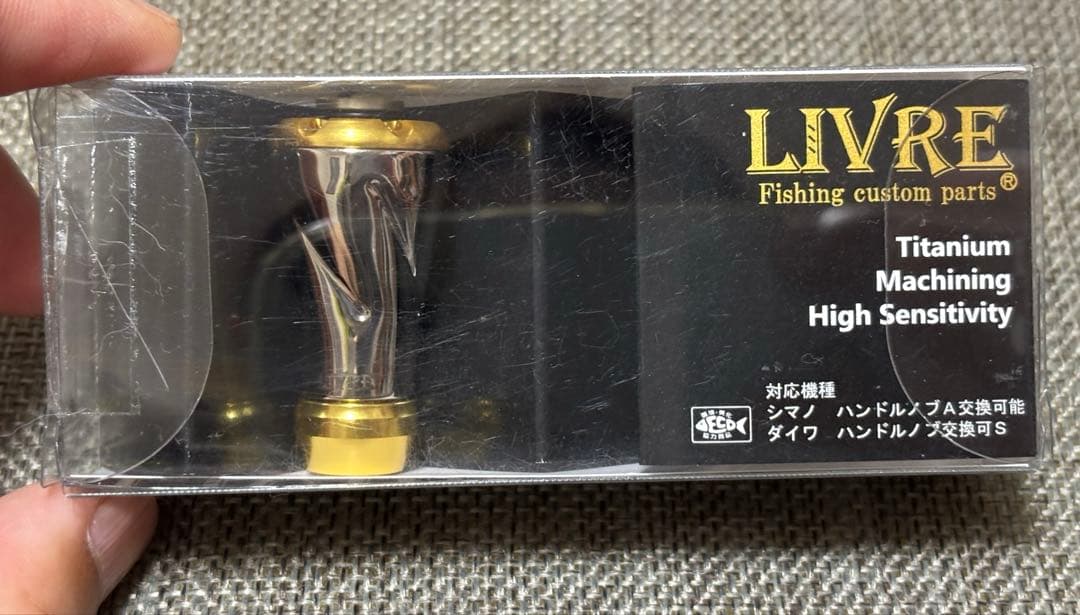 LIVRE
Fishing custom parts®
Titanium
Machining
High Sensitivity
対応機種
シマノ ハンドルノブA交換可能
ダイワ ハンドルノブ交換可S
ECO